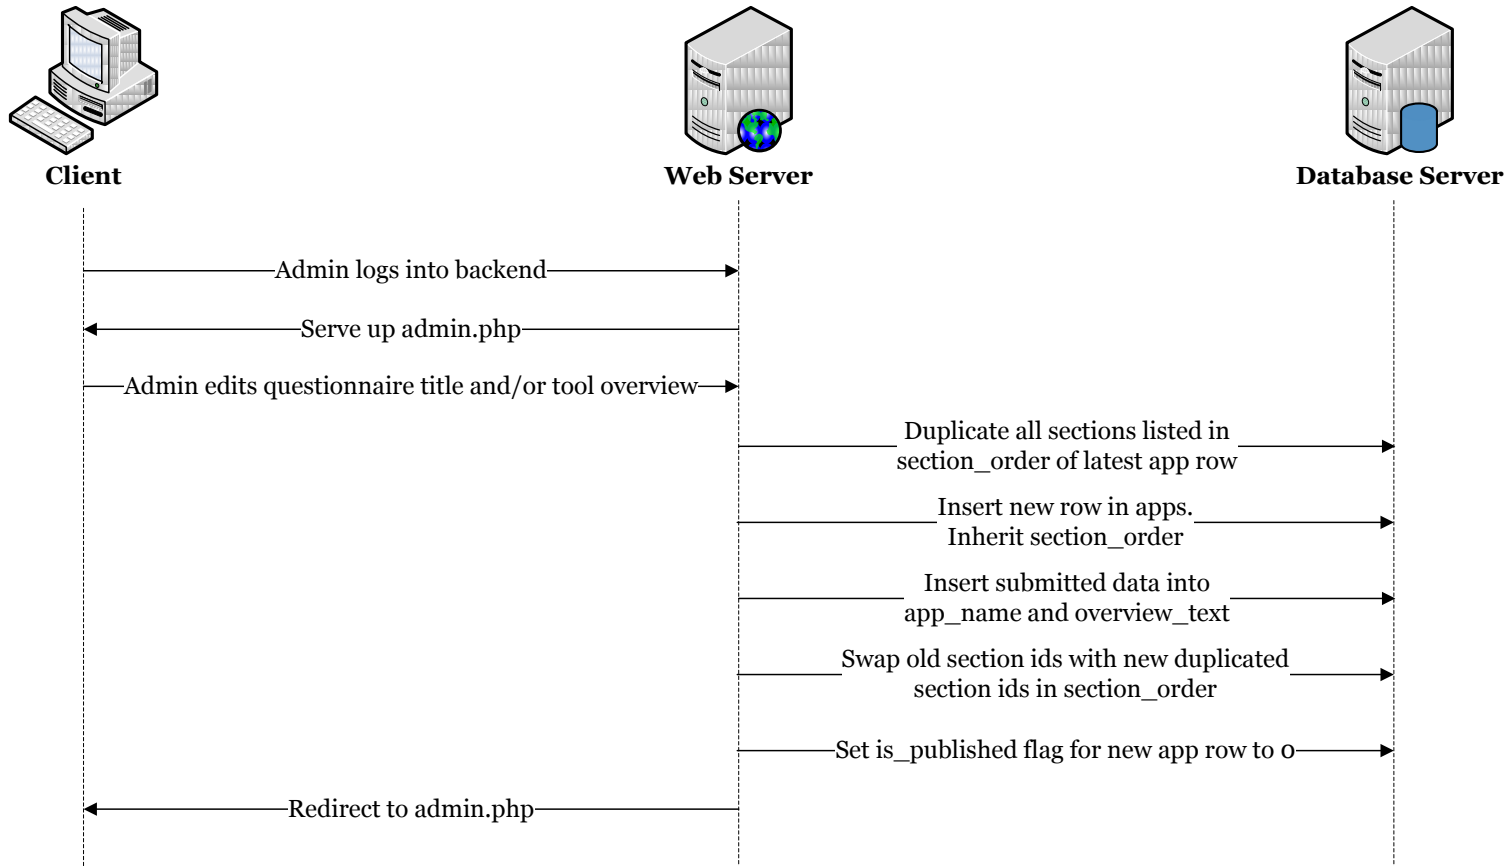 Client
Web Server
Database Server
Admin logs into backend
Serve up admin.php
Admin edits questionnaire title and/or tool overview
Duplicate all sections listed in
section_order of latest app row
Insert new row in apps.
Inherit section_order
Insert submitted data into
app_name and overview_text
Swap old section ids with new duplicated
section ids in section_order
Set is_published flag for new app row to 0
Redirect to admin.php